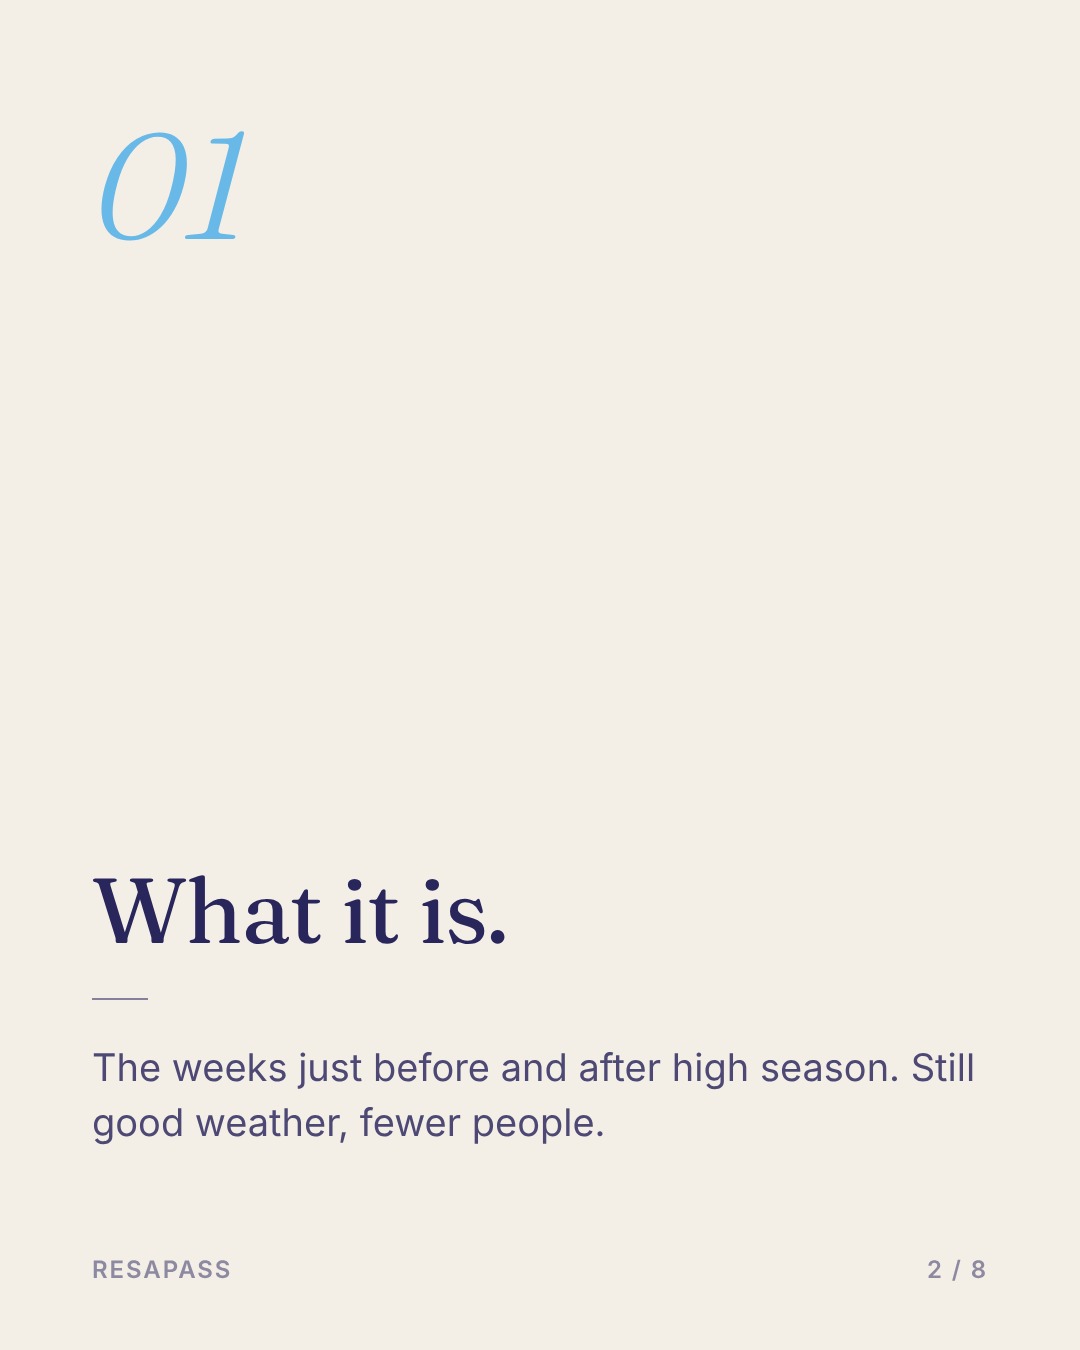 01
What it is.
The weeks just before and after high season. Still
good weather, fewer people.
RESAPASS
2 / 8